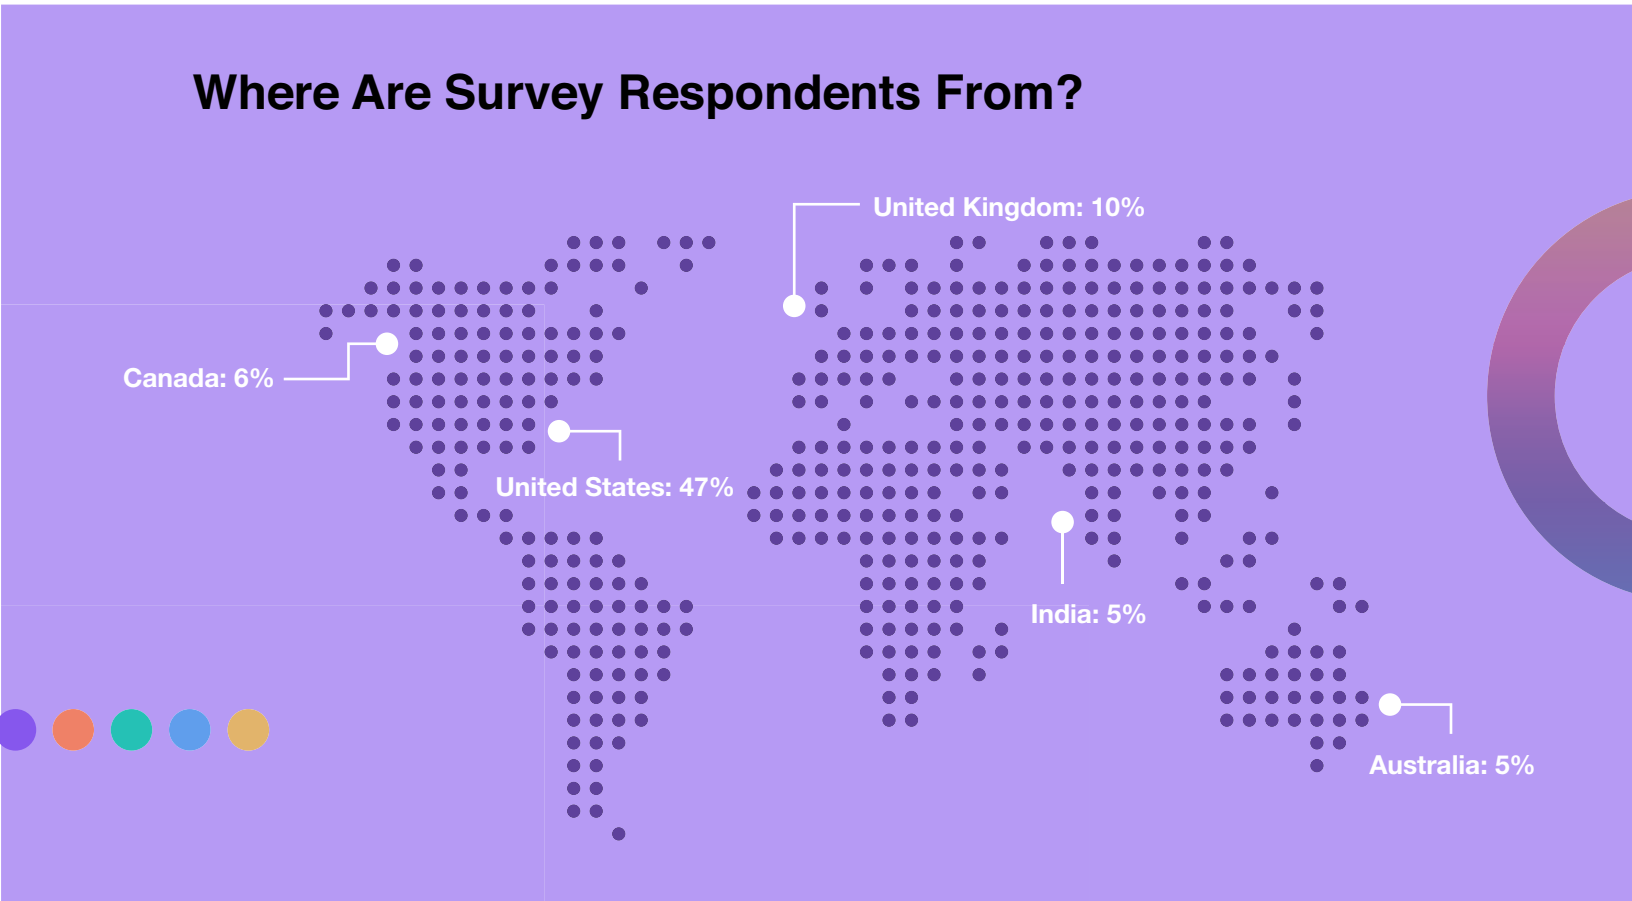 Where Are Survey Respondents From?
United Kingdom: 10%
Canada: 6%
United States: 47%
India: 5%
Australia: 5%